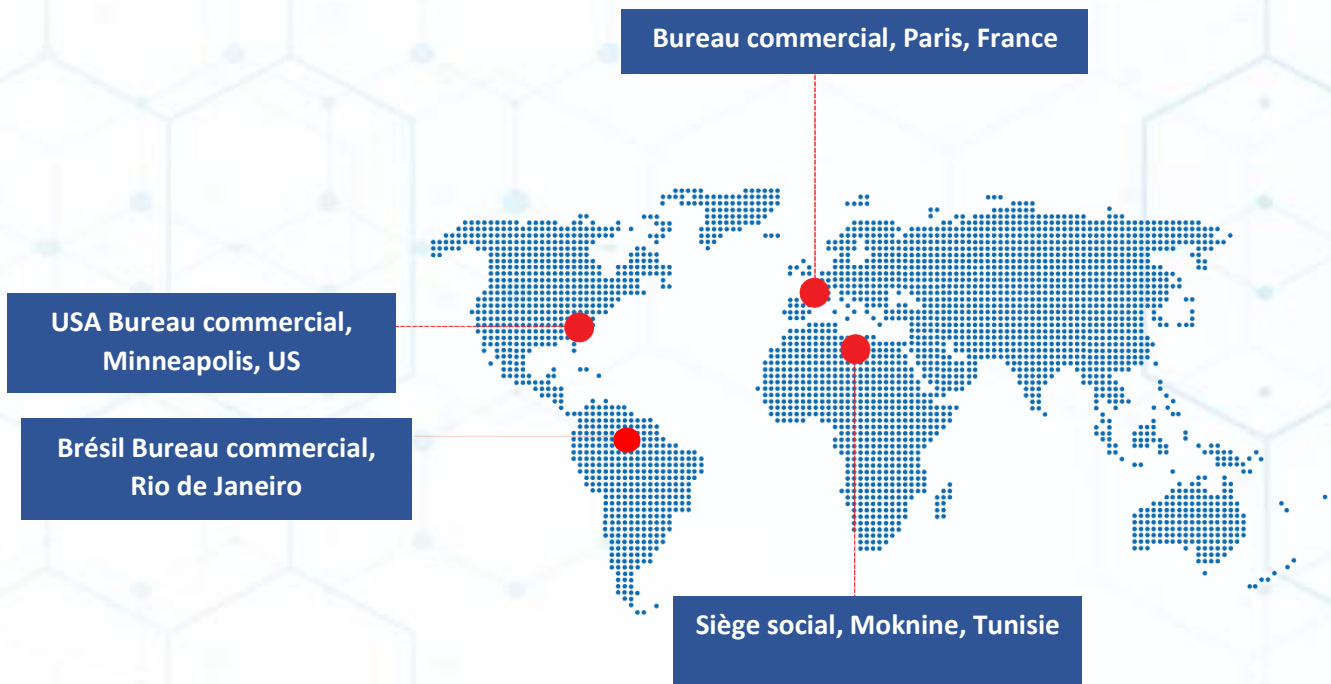 Bureau commercial, Paris, France
USA Bureau commercial,
Minneapolis, US
Brésil Bureau commercial,
Rio de Janeiro
Siège social, Moknine, Tunisie